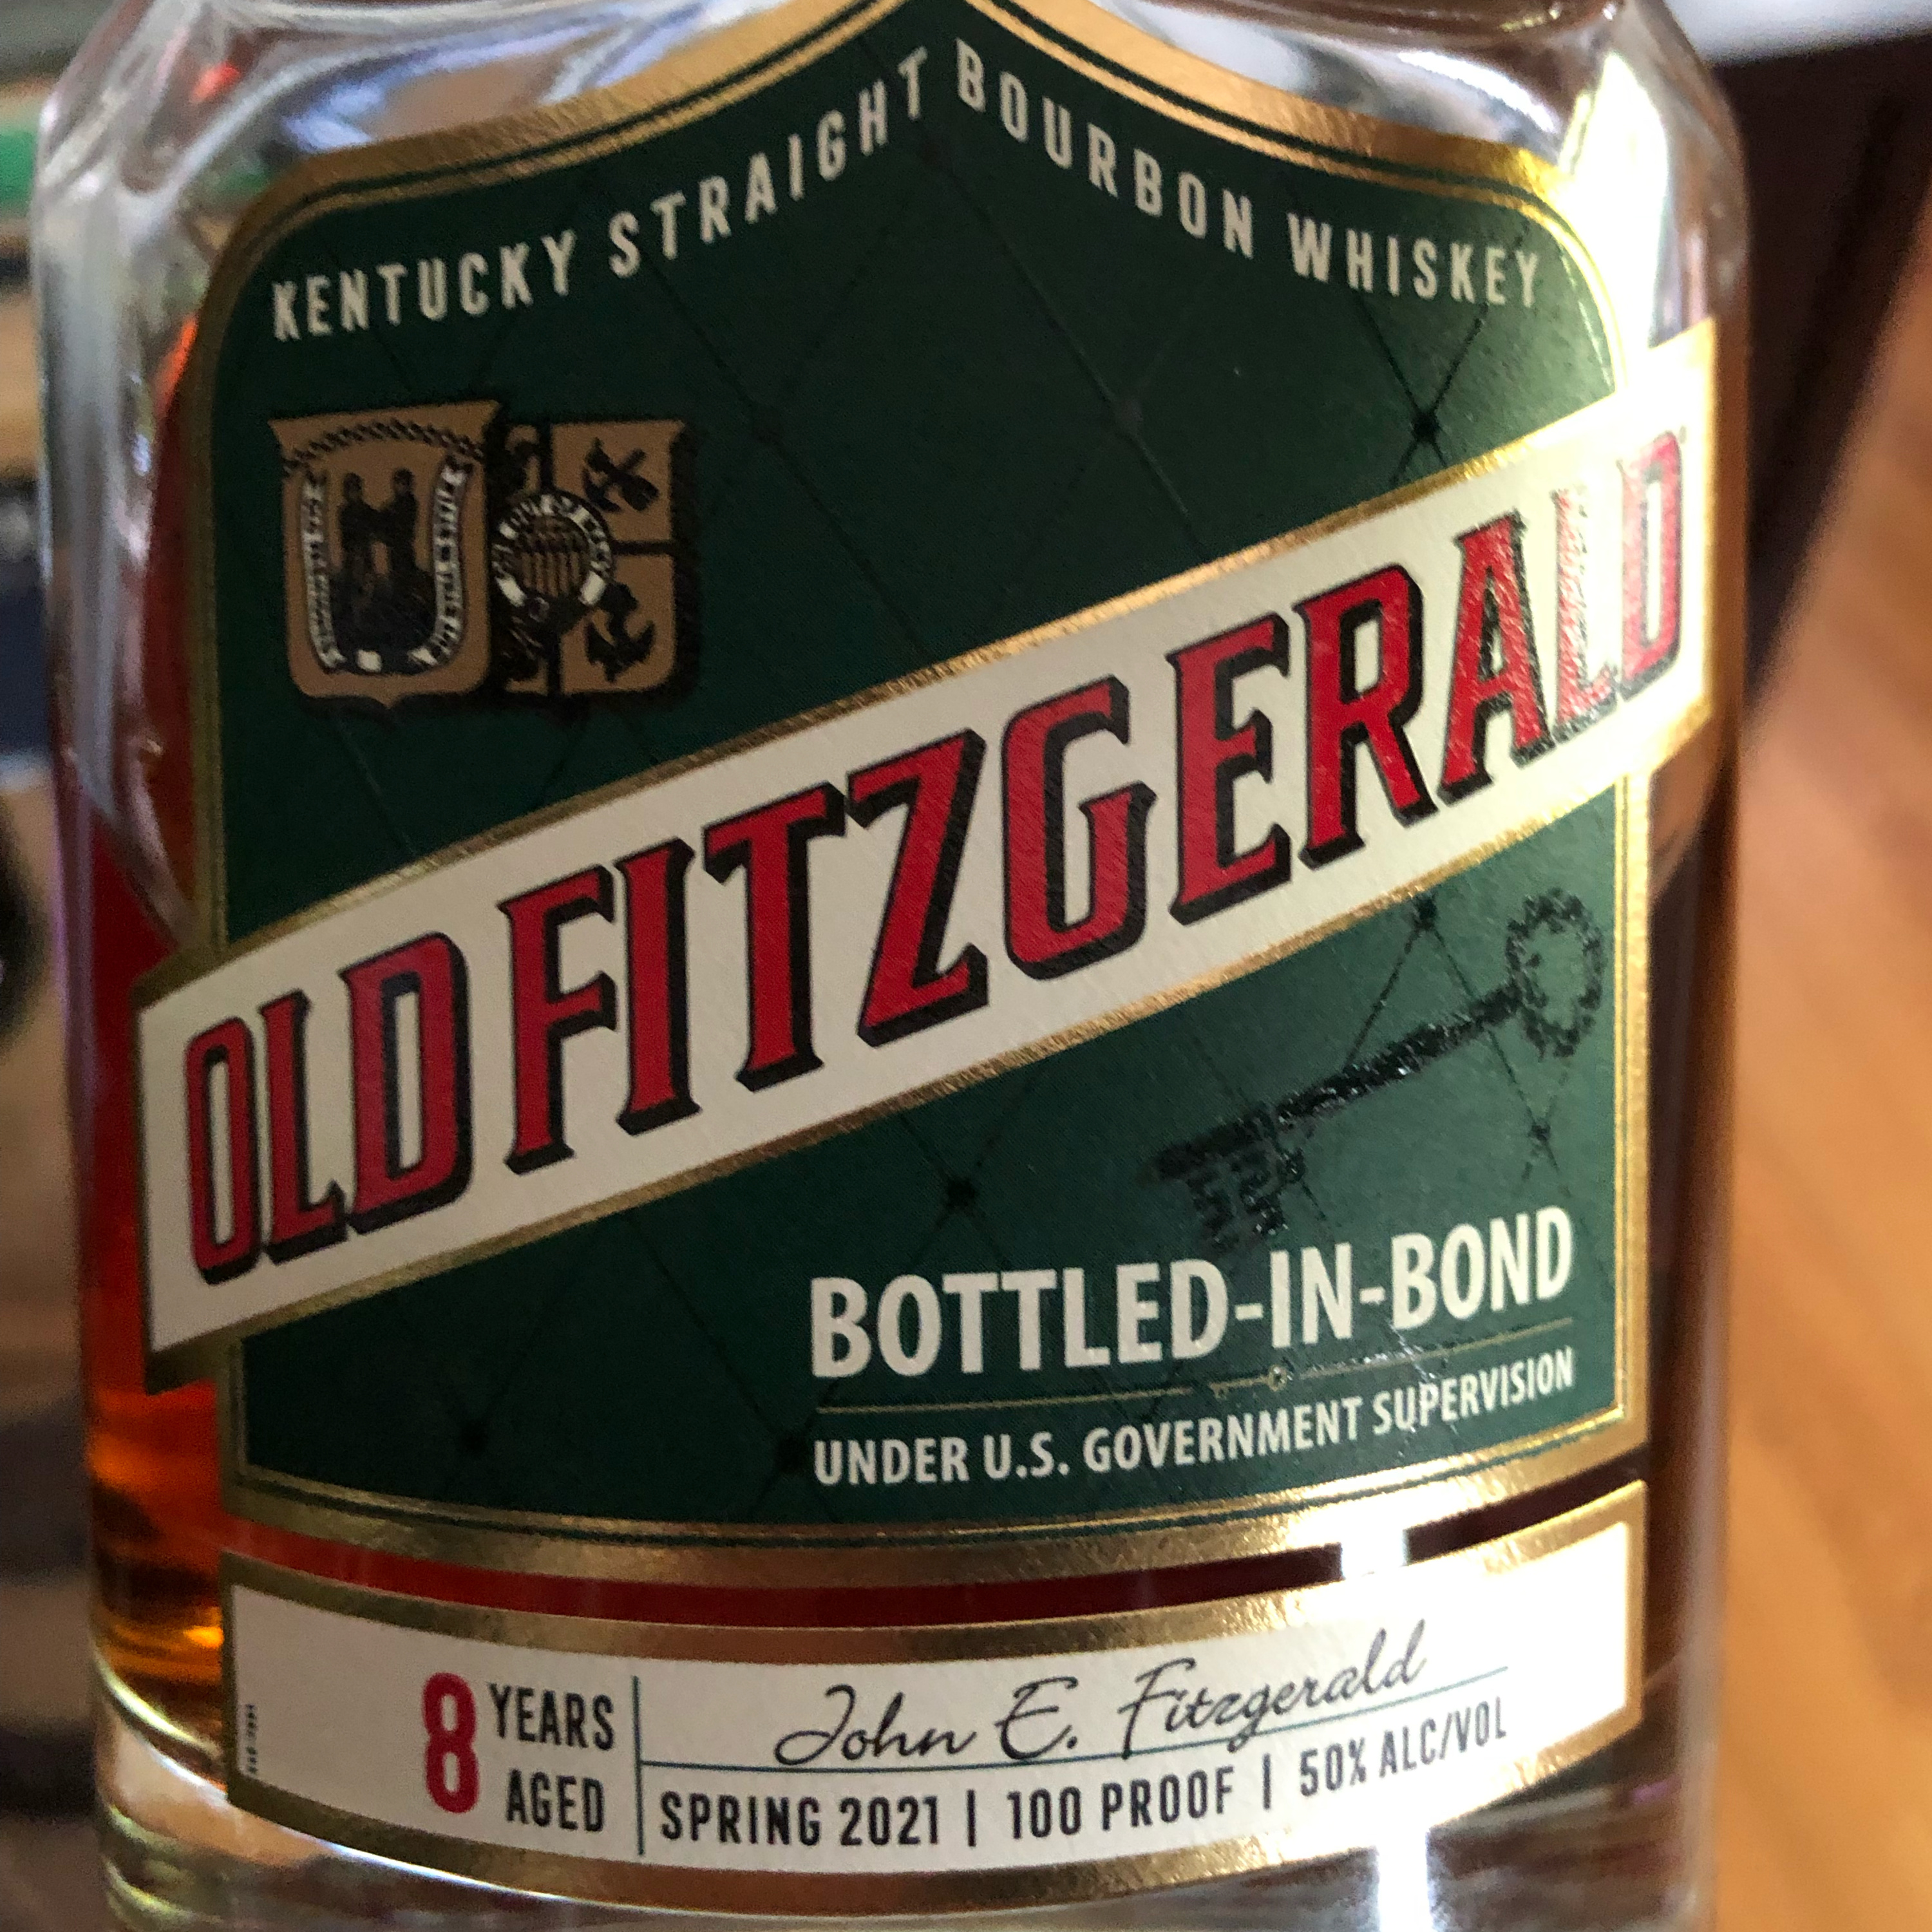 KENTUCKY STRAIGHT BOURBON WHISKEY
OLD FITZGERALD
BOTTLED-IN-BOND
UNDER U.S. GOVERNMENT SUPERVISION
8 YEARS AGED
John E. Fitzgerald
SPRING 2021 | 100 PROOF | 50% ALC/VOL